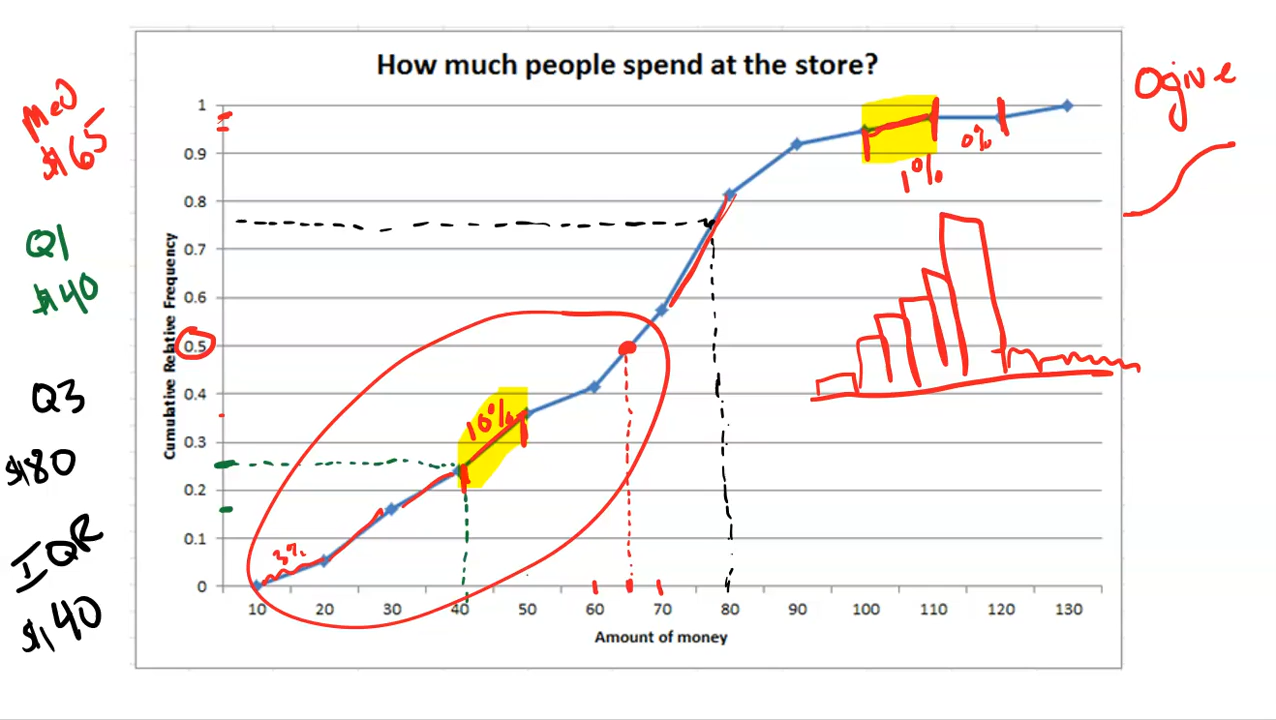 How much people spend at the store?
Ogive
MED
$65
Q1
$40
Q3
$80
IQR
$40
Cumulative Relative Frequency
1
0.9
0.8
0.7
0.6
0.5
0.4
0.3
0.2
0.1
0
3%
10%
1%
0%
10 20 30 40 50 60 70 80 90 100 110 120 130
Amount of money